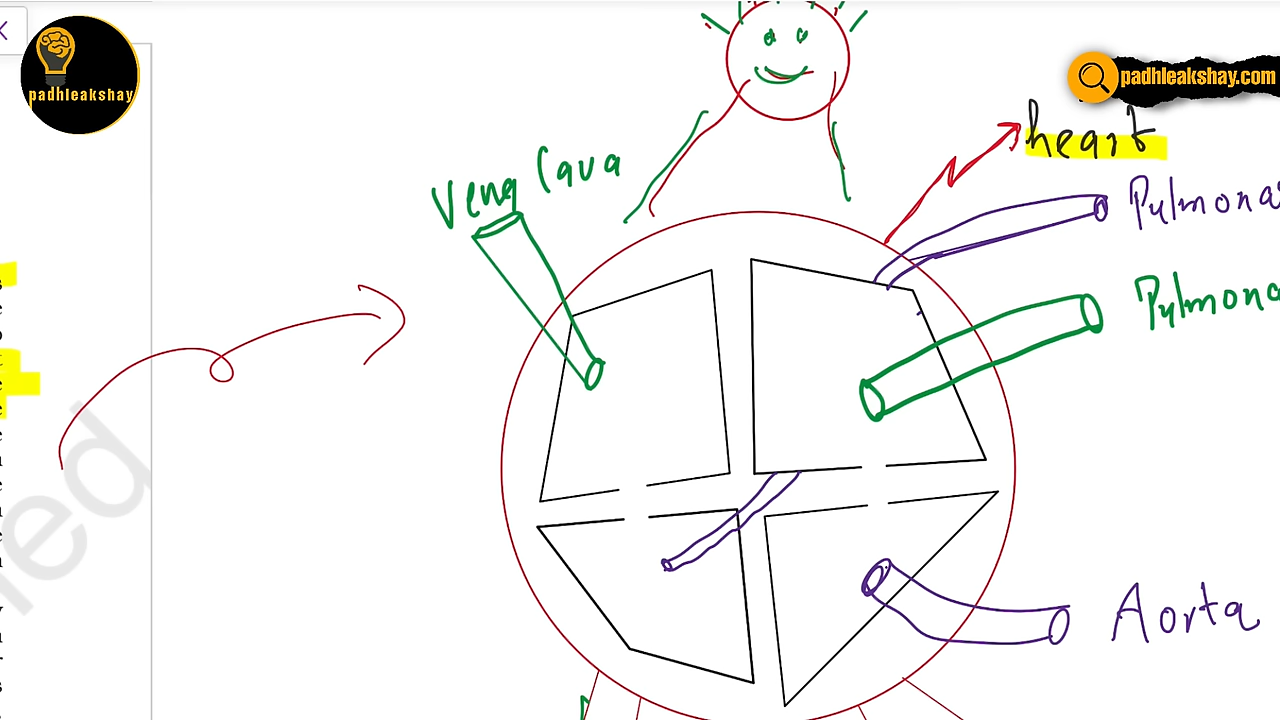 padhleakshay
padhleakshay.com
heart
Vena Cava
Pulmona
Pulmona
Aorta